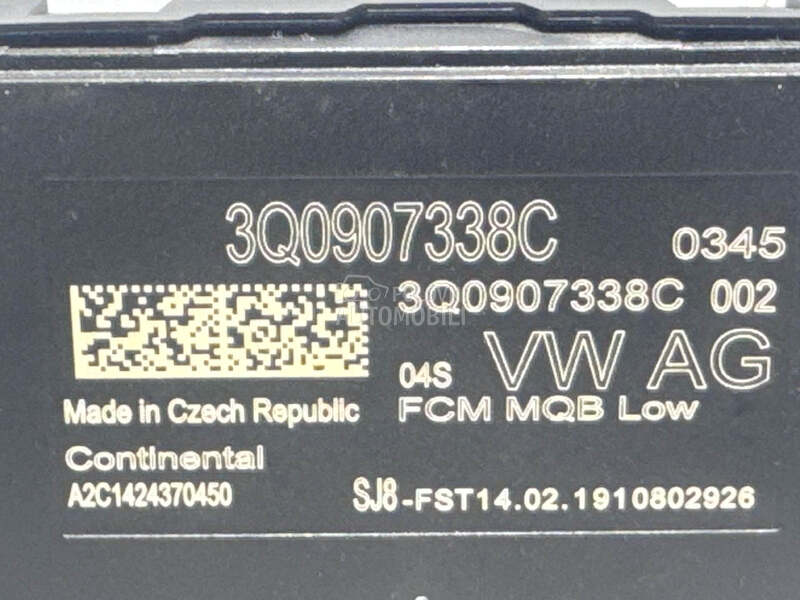 3Q0907338C 0345
3Q0907338C 002
04S VW AG
Made in Czech Republic FCM MQB Low
Continental
A2C1424370450 SJ8-FST14.02.1910802926
AUTOMOBILI